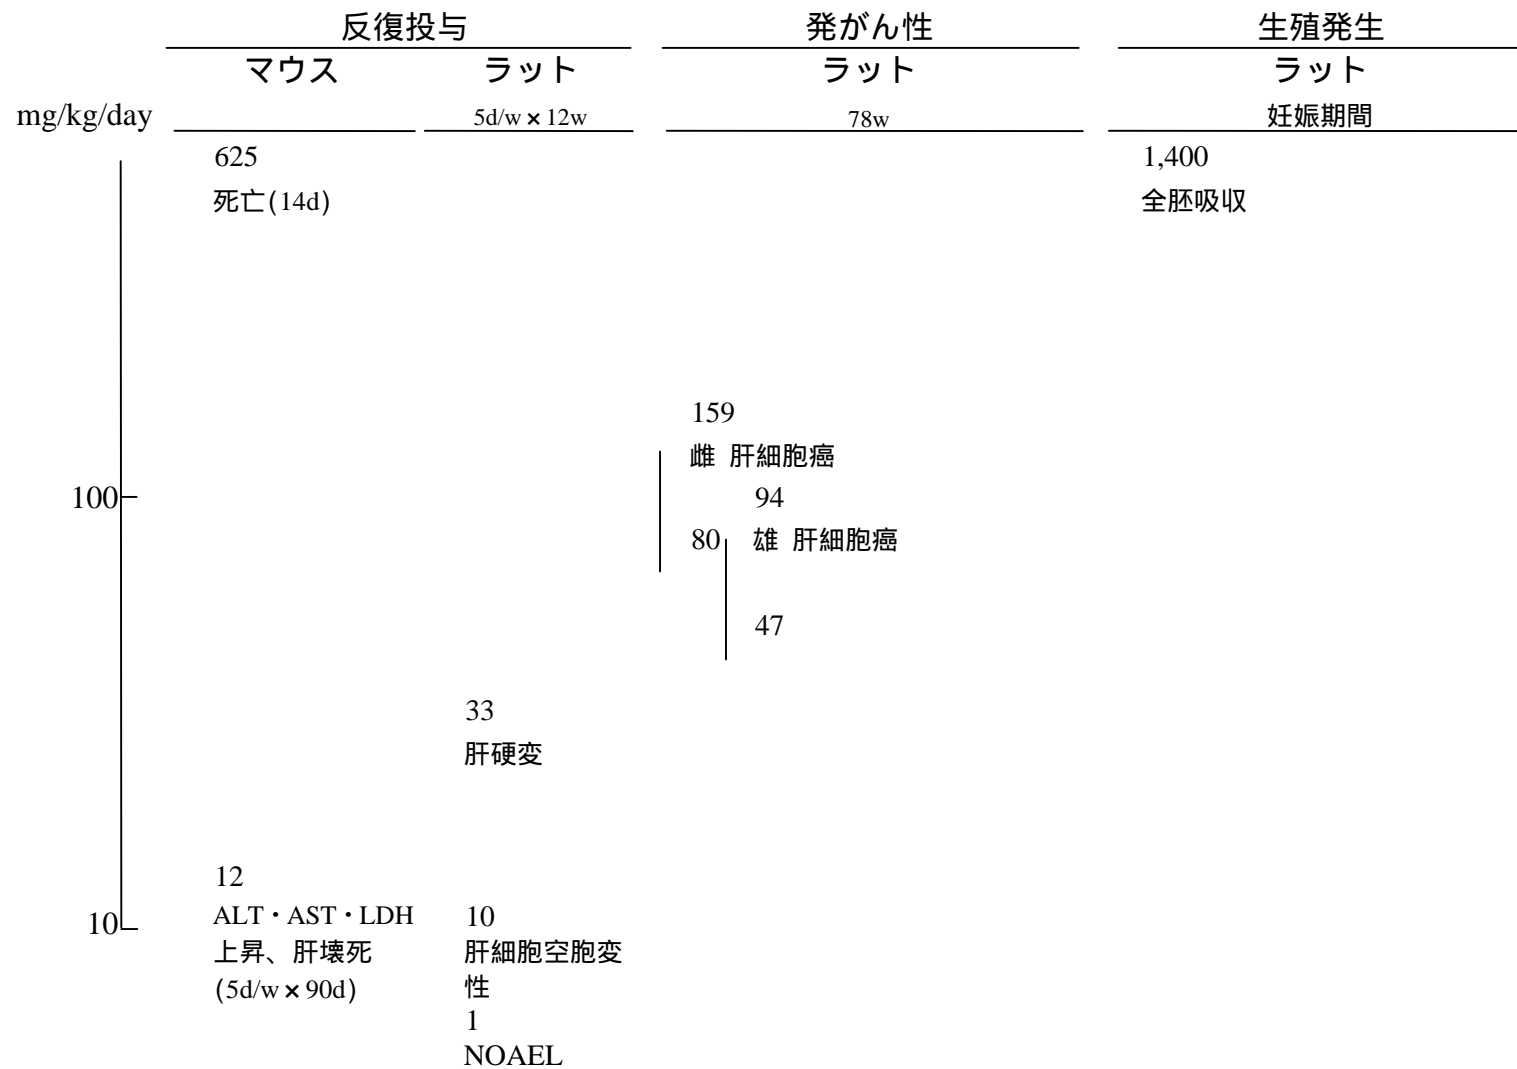 反復投与
発がん性
生殖発生
マウス
ラット
ラット
ラット
mg/kg/day
5d/w×12w
78w
妊娠期間
625
死亡(14d)
1,400
全胚吸収
159
雌 肝細胞癌
100
94
80
雄 肝細胞癌
47
33
肝硬変
12
ALT・AST・LDH
上昇、肝壊死
(5d/w×90d)
10
10
肝細胞空胞変
性
1
NOAEL